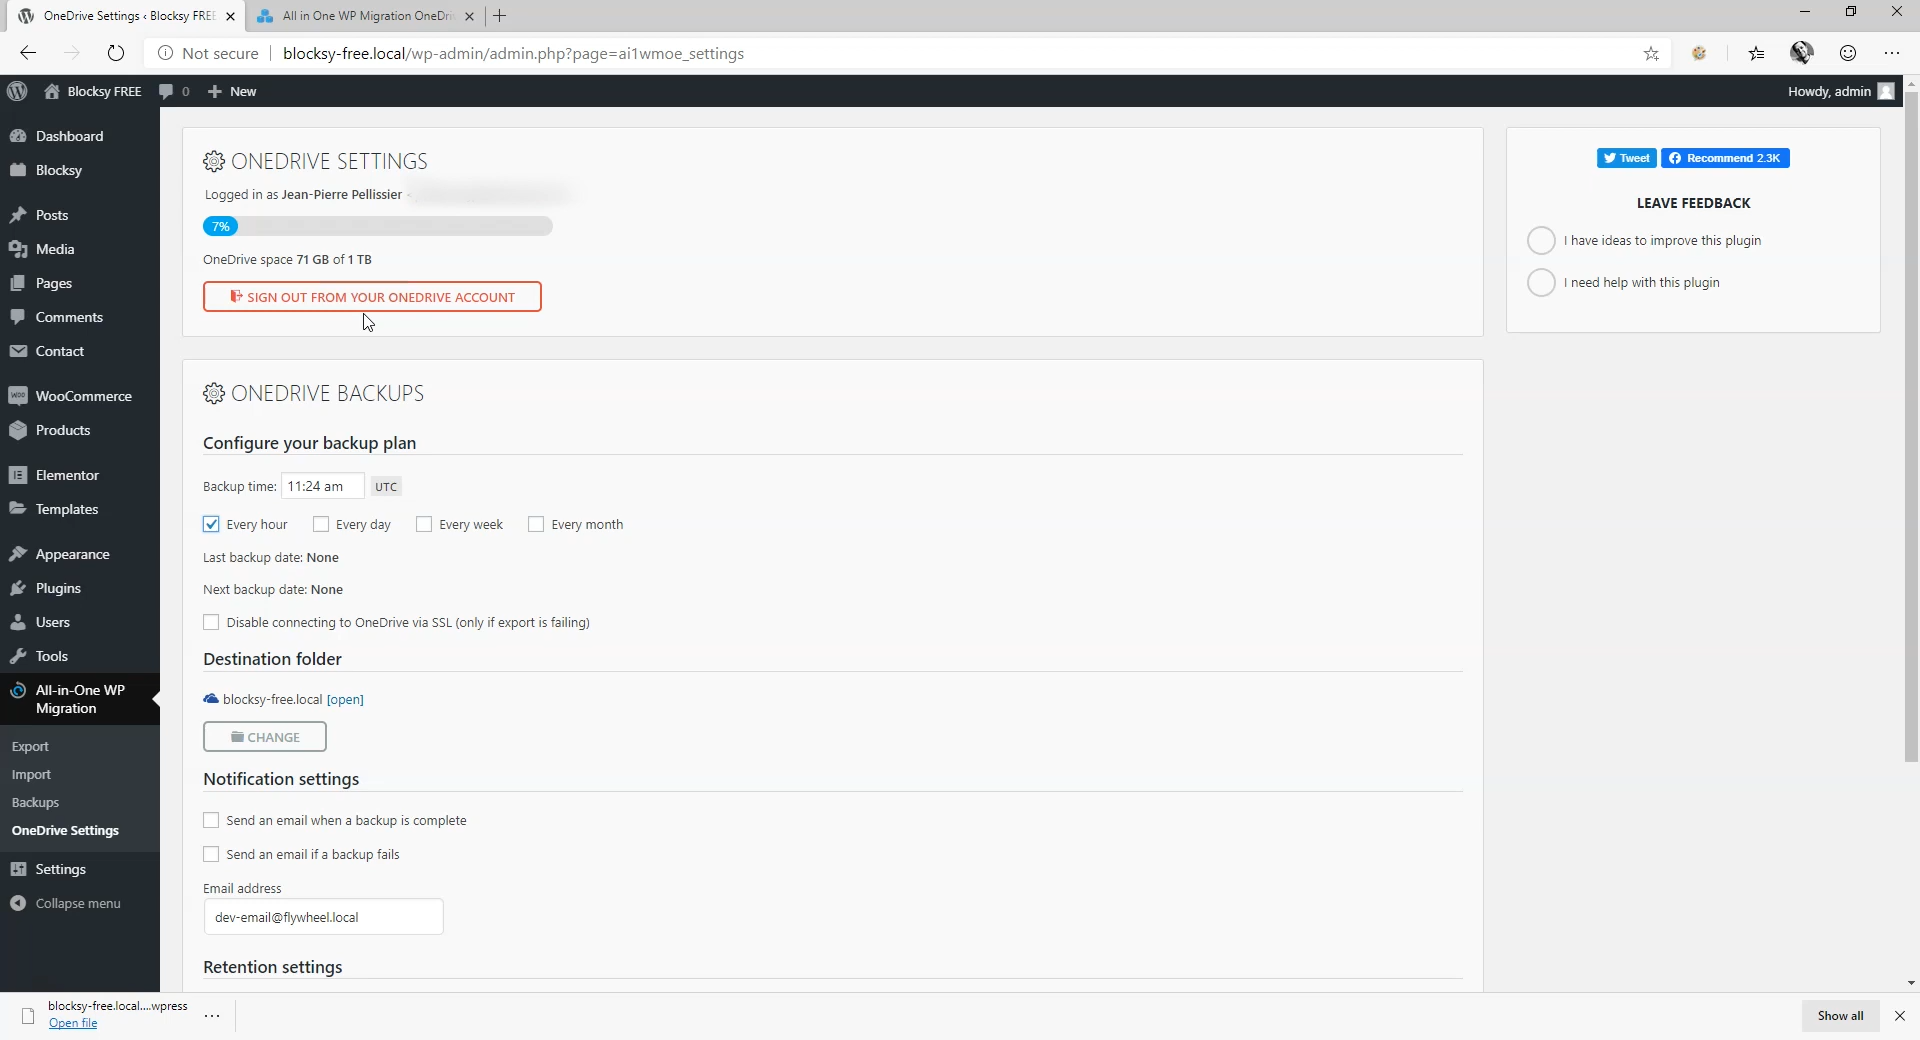 OneDrive Settings ‹ Blocksy FREE
All in One WP Migration OneDri
Not secure
blocksy-free.local/wp-admin/admin.php?page=ai1wmoe_settings
Blocksy FREE
0
New
Howdy, admin
Dashboard
Blocksy
Posts
Media
Pages
Comments
Contact
WooCommerce
Products
Elementor
Templates
Appearance
Plugins
Users
Tools
All-in-One WP
Migration
Export
Import
Backups
OneDrive Settings
Settings
Collapse menu
ONEDRIVE SETTINGS
Logged in as Jean-Pierre Pellissier
7%
OneDrive space 71 GB of 1 TB
SIGN OUT FROM YOUR ONEDRIVE ACCOUNT
ONEDRIVE BACKUPS
Configure your backup plan
Backup time: 11:24 am UTC
Every hour Every day Every week Every month
Last backup date: None
Next backup date: None
Disable connecting to OneDrive via SSL (only if export is failing)
Destination folder
blocksy-free.local [open]
CHANGE
Notification settings
Send an email when a backup is complete
Send an email if a backup fails
Email address
dev-email@flywheel.local
Retention settings
Tweet
Recommend 2.3K
LEAVE FEEDBACK
I have ideas to improve this plugin
I need help with this plugin
blocksy-free.local....wpress
Open file
Show all